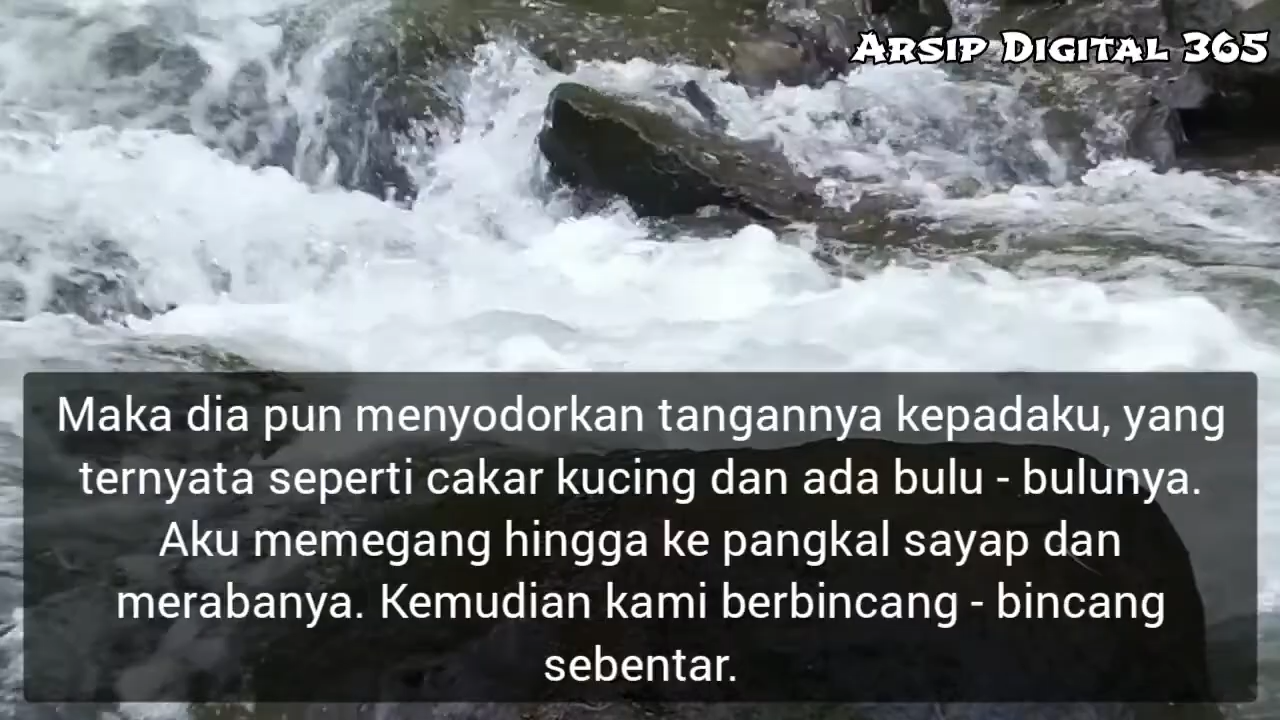 Arsip Digital 365
Maka dia pun menyodorkan tangannya kepadaku, yang
ternyata seperti cakar kucing dan ada bulu - bulunya.
Aku memegang hingga ke pangkal sayap dan
merabanya. Kemudian kami berbincang - bincang
sebentar.